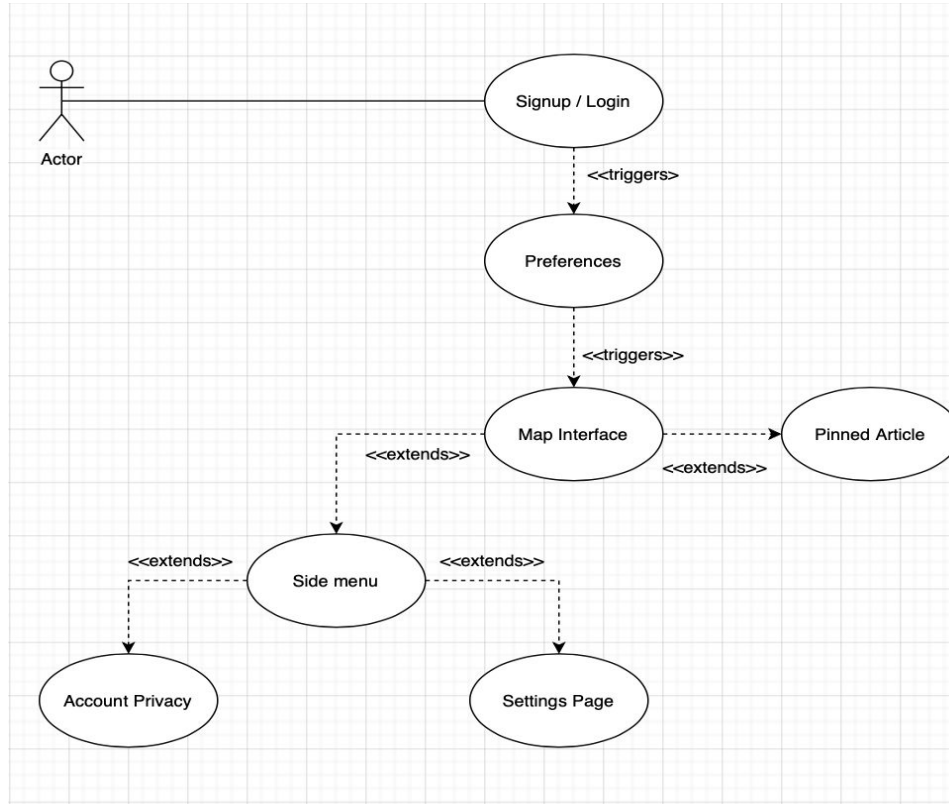 Signup / Login
Actor
<<triggers>
Preferences
<<triggers>>
Map Interface
Pinned Article
<<extends>>
<<extends>>
<<extends>>
<<extends>>
Side menu
Account Privacy
Settings Page